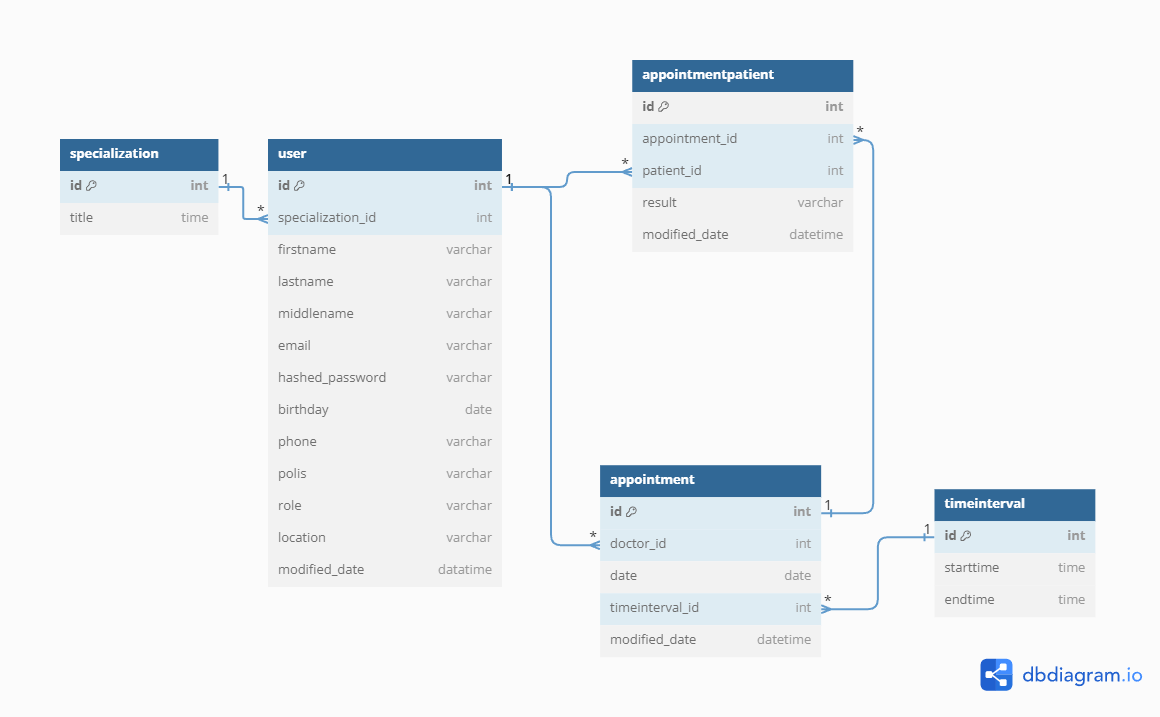 specialization
id int
title time
1
*
user
id int
specialization_id int
firstname varchar
lastname varchar
middlename varchar
email varchar
hashed_password varchar
birthday date
phone varchar
polis varchar
role varchar
location varchar
modified_date datatime
1
*
*
appointmentpatient
id int
appointment_id int
patient_id int
result varchar
modified_date datetime
*
appointment
id int
doctor_id int
date date
timeinterval_id int
modified_date datetime
1
*
1
timeinterval
id int
starttime time
endtime time
dbdiagram.io